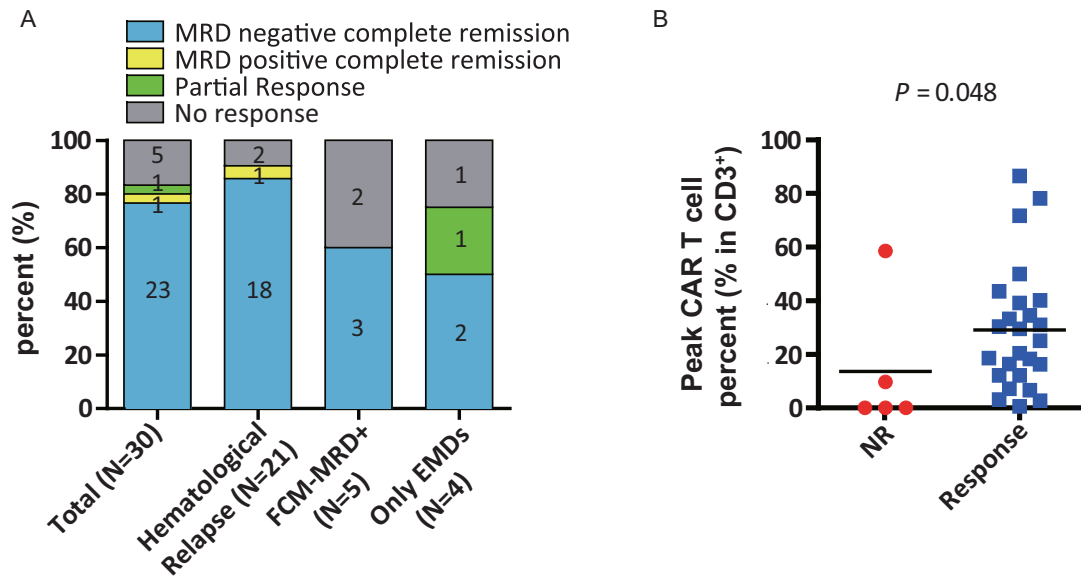 A
MRD negative complete remission
MRD positive complete remission
Partial Response
No response
percent (%)
100
80
60
40
20
0
5
1
1
23
2
1
18
2
3
1
1
2
Total (N=30)
Hematological
Relapse (N=21)
FCM-MRD+
(N=5)
Only EMDs
(N=4)
B
P = 0.048
Peak CAR T cell
percent (% in CD3⁺)
100
80
60
40
20
0
NR
Response